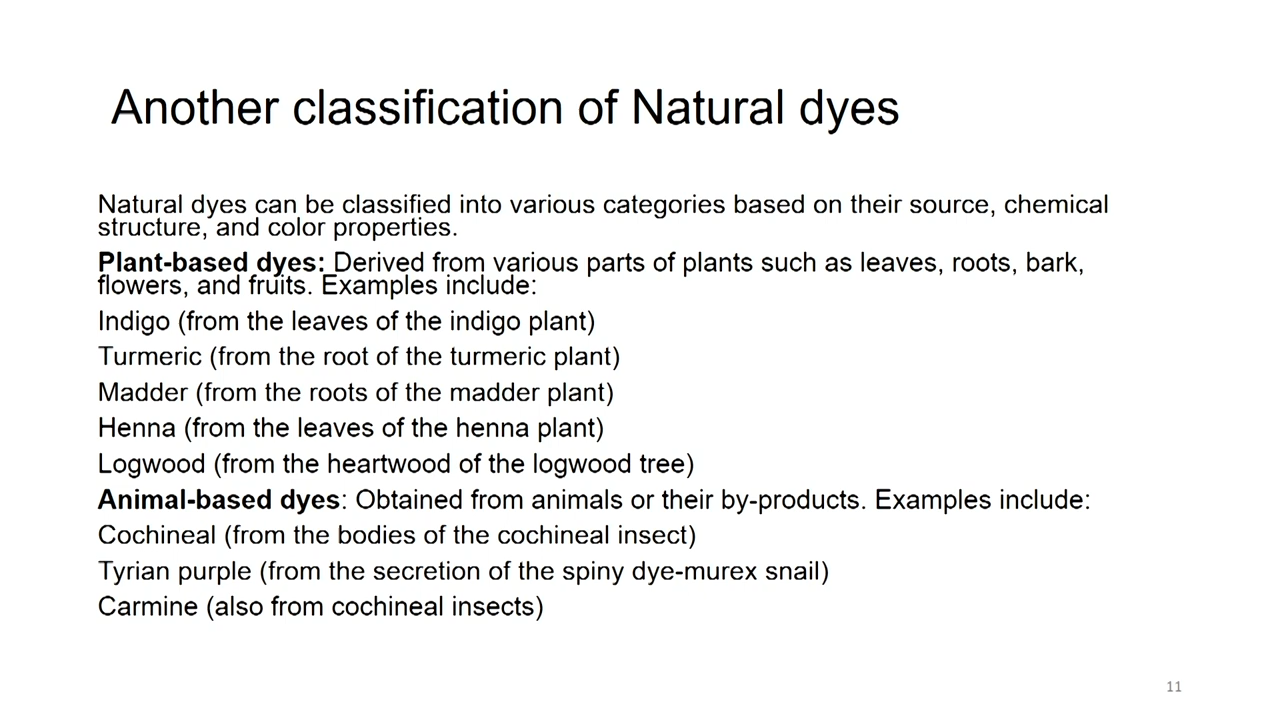 Another classification of Natural dyes
Natural dyes can be classified into various categories based on their source, chemical
structure, and color properties.
Plant-based dyes: Derived from various parts of plants such as leaves, roots, bark,
flowers, and fruits. Examples include:
Indigo (from the leaves of the indigo plant)
Turmeric (from the root of the turmeric plant)
Madder (from the roots of the madder plant)
Henna (from the leaves of the henna plant)
Logwood (from the heartwood of the logwood tree)
Animal-based dyes: Obtained from animals or their by-products. Examples include:
Cochineal (from the bodies of the cochineal insect)
Tyrian purple (from the secretion of the spiny dye-murex snail)
Carmine (also from cochineal insects)
11